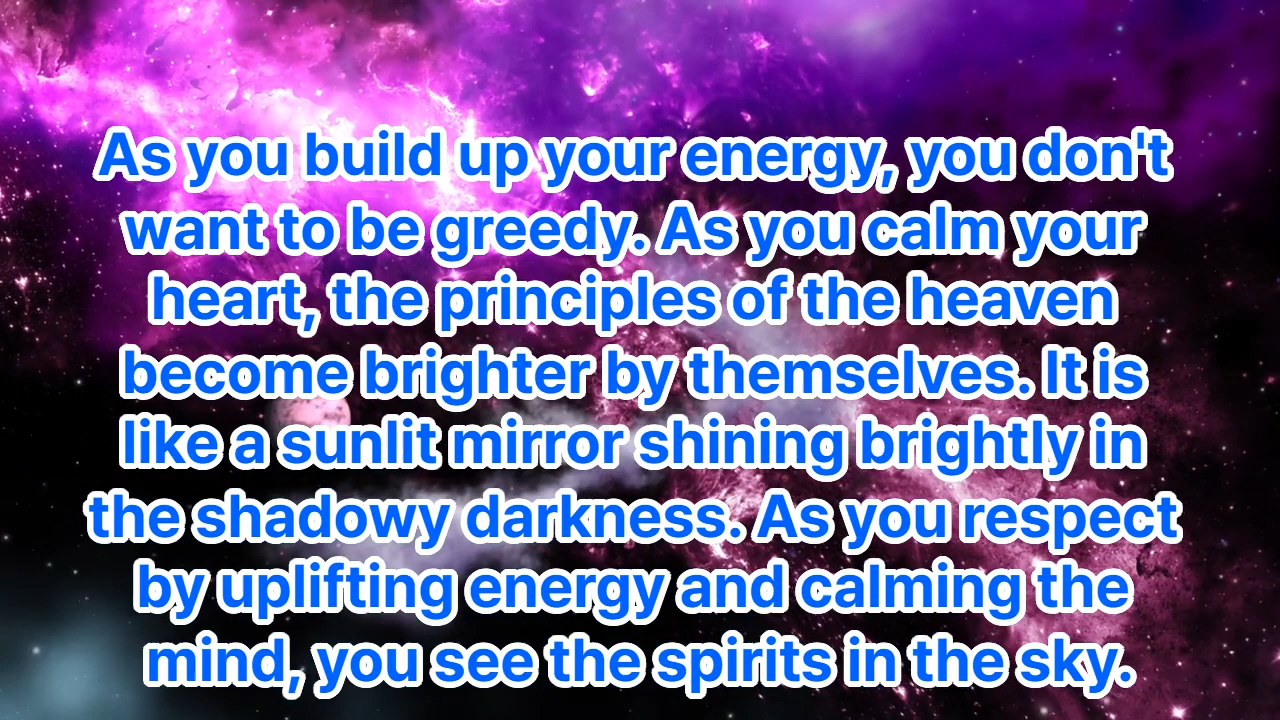 As you build up your energy, you don't
want to be greedy. As you calm your
heart, the principles of the heaven
become brighter by themselves. It is
like a sunlit mirror shining brightly in
the shadowy darkness. As you respect
by uplifting energy and calming the
mind, you see the spirits in the sky.